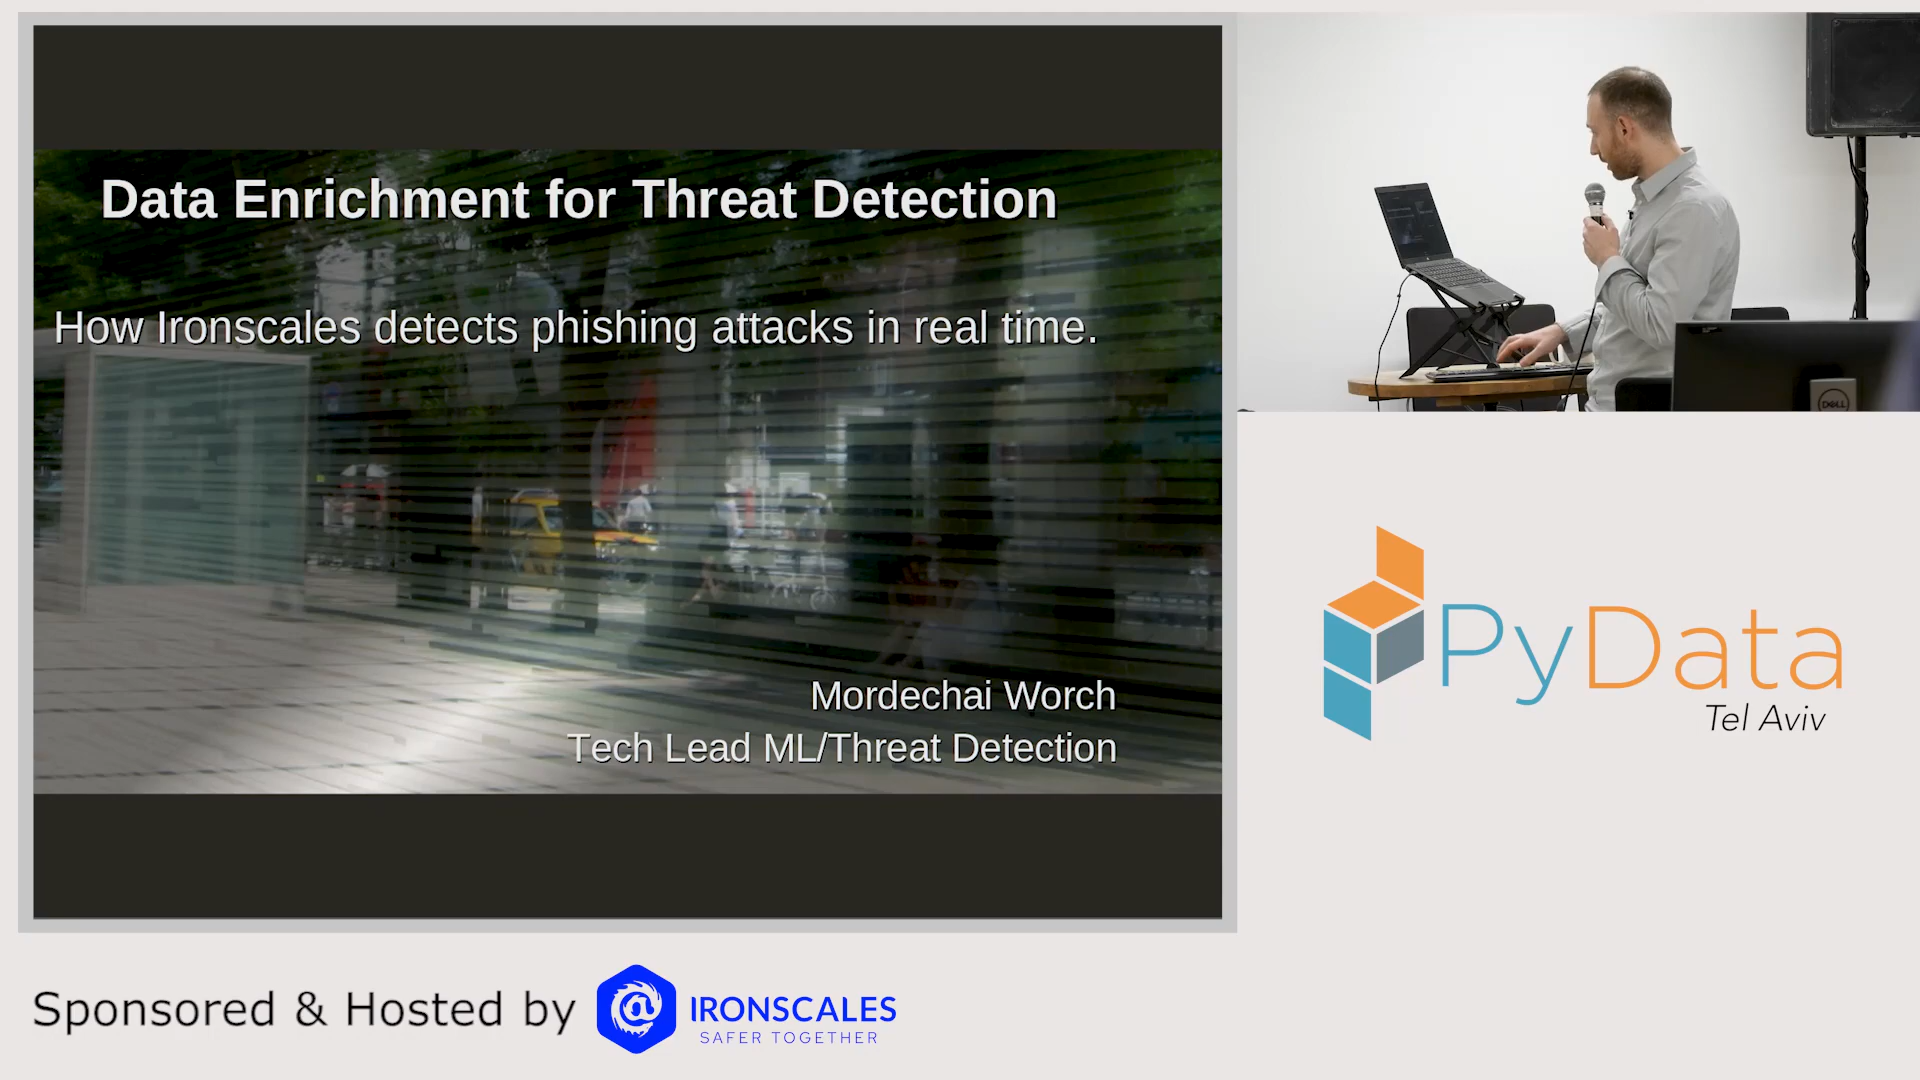 Data Enrichment for Threat Detection
How Ironscales detects phishing attacks in real time.
Mordechai Worch
Tech Lead ML/Threat Detection
DELL
PyData
Tel Aviv
Sponsored & Hosted by
IRONSCALES
SAFER TOGETHER